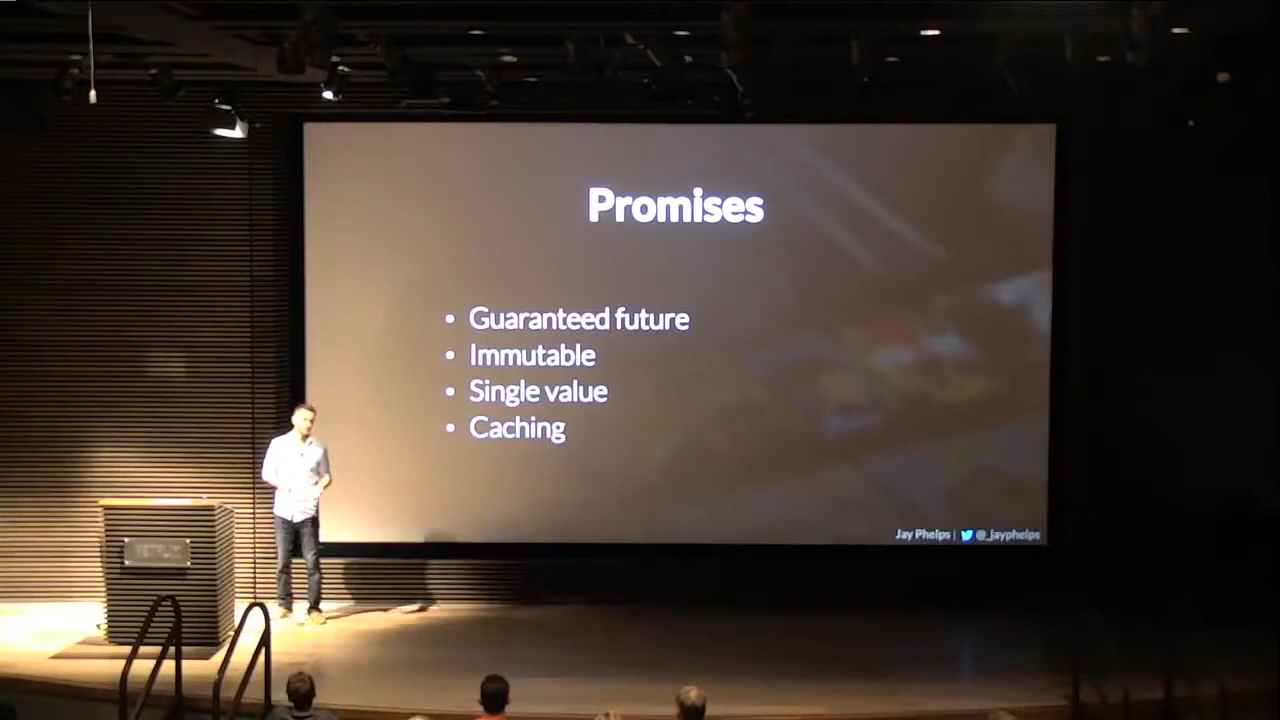 Promises
• Guaranteed future
• Immutable
• Single value
• Caching
Jay Phelps | @_jayphelps
NETFLIX